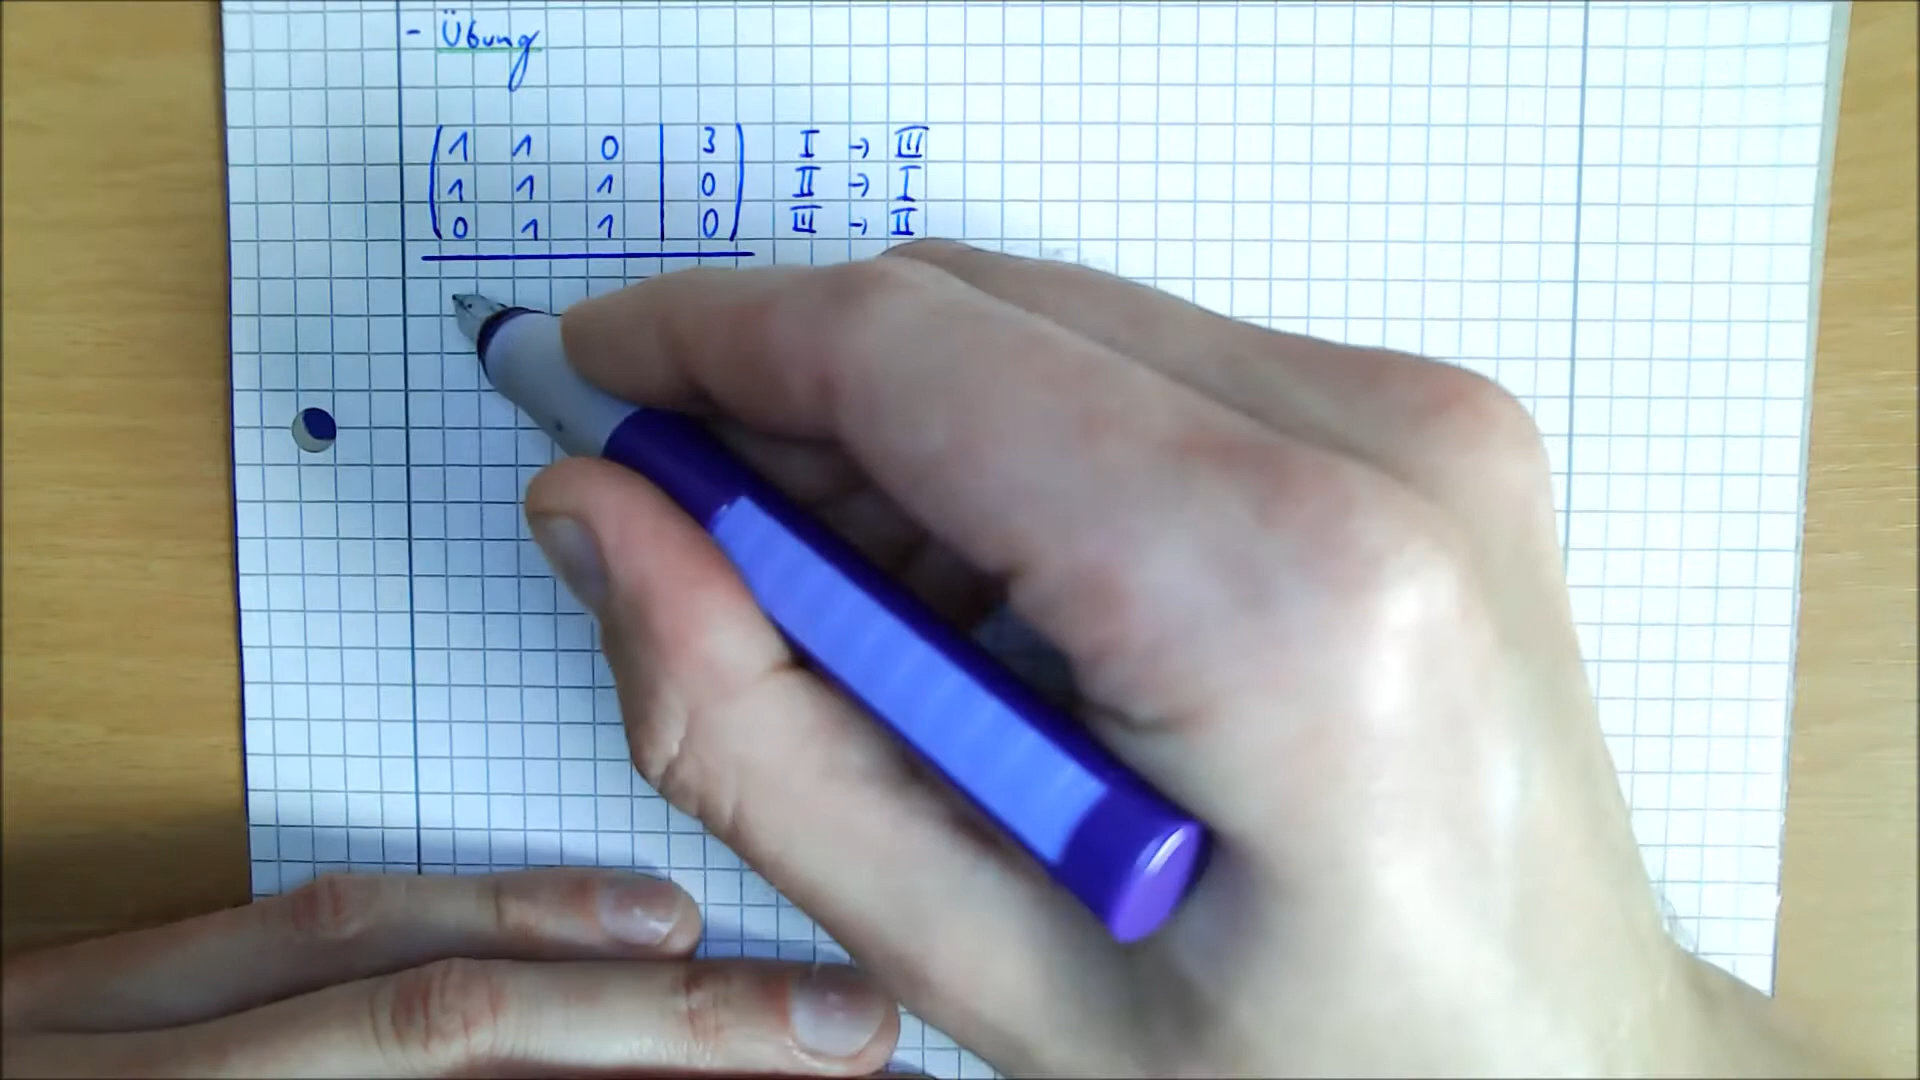 - Übung
1 1 0 | 3 I → III
1 1 1 | 0 II → I
0 1 1 | 0 III → II